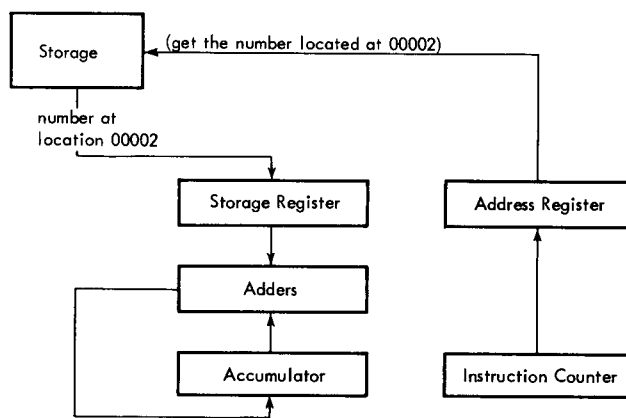 (get the number located at 00002)
Storage
number at
location 00002
Storage Register
Address Register
Adders
Accumulator
Instruction Counter